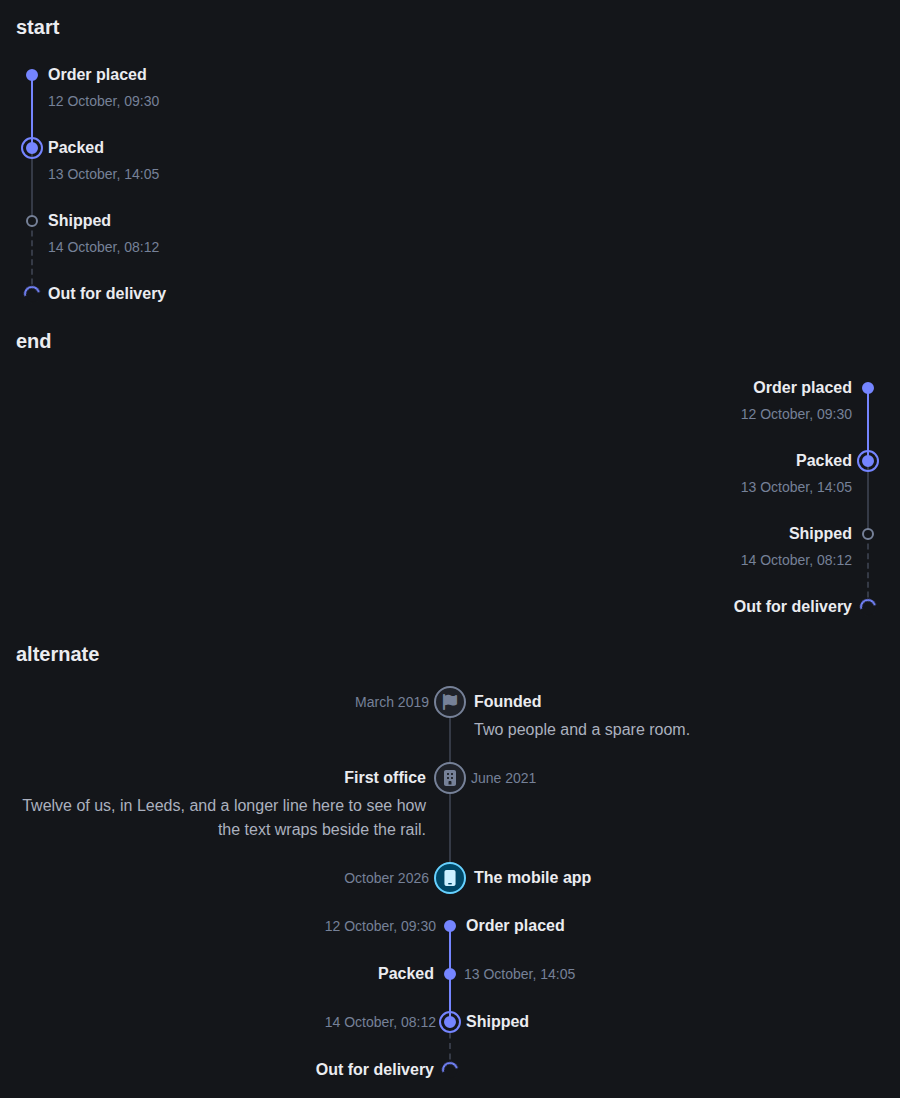 start
Order placed
12 October, 09:30
Packed
13 October, 14:05
Shipped
14 October, 08:12
Out for delivery
end
Order placed
12 October, 09:30
Packed
13 October, 14:05
Shipped
14 October, 08:12
Out for delivery
alternate
March 2019 Founded
Two people and a spare room.
First office June 2021
Twelve of us, in Leeds, and a longer line here to see how
the text wraps beside the rail.
October 2026 The mobile app
12 October, 09:30 Order placed
Packed 13 October, 14:05
14 October, 08:12 Shipped
Out for delivery